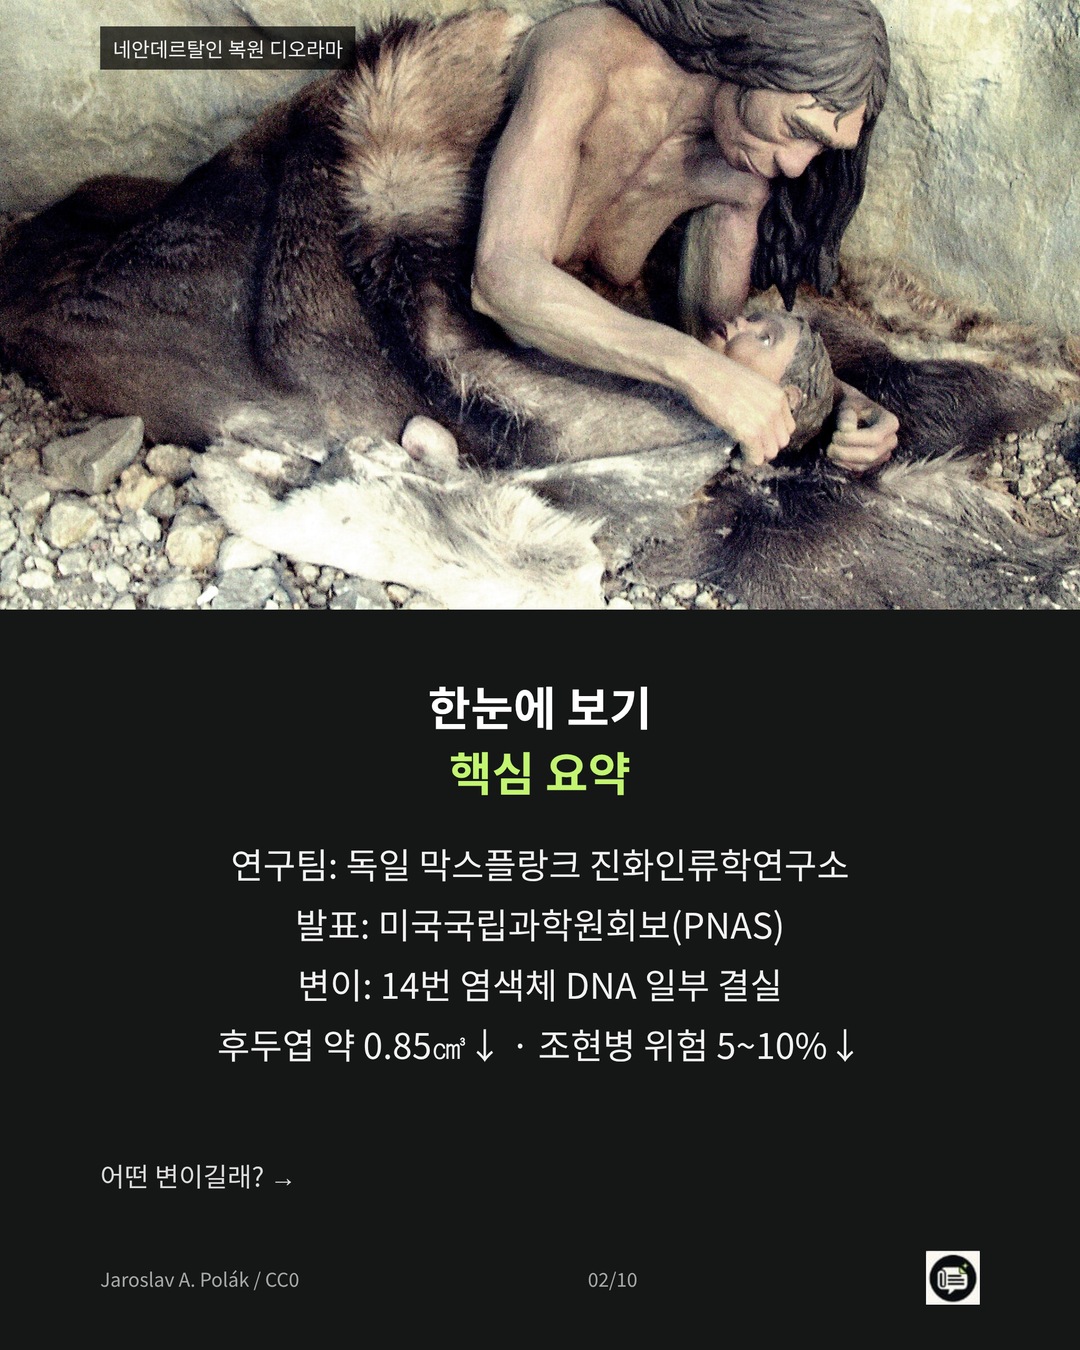 네안데르탈인 복원 디오라마
한눈에 보기
핵심 요약
연구팀: 독일 막스플랑크 진화인류학연구소
발표: 미국국립과학원회보(PNAS)
변이: 14번 염색체 DNA 일부 결실
후두엽 약 0.85㎤↓ · 조현병 위험 5~10%↓
어떤 변이길래? →
Jaroslav A. Polák / CC0
02/10